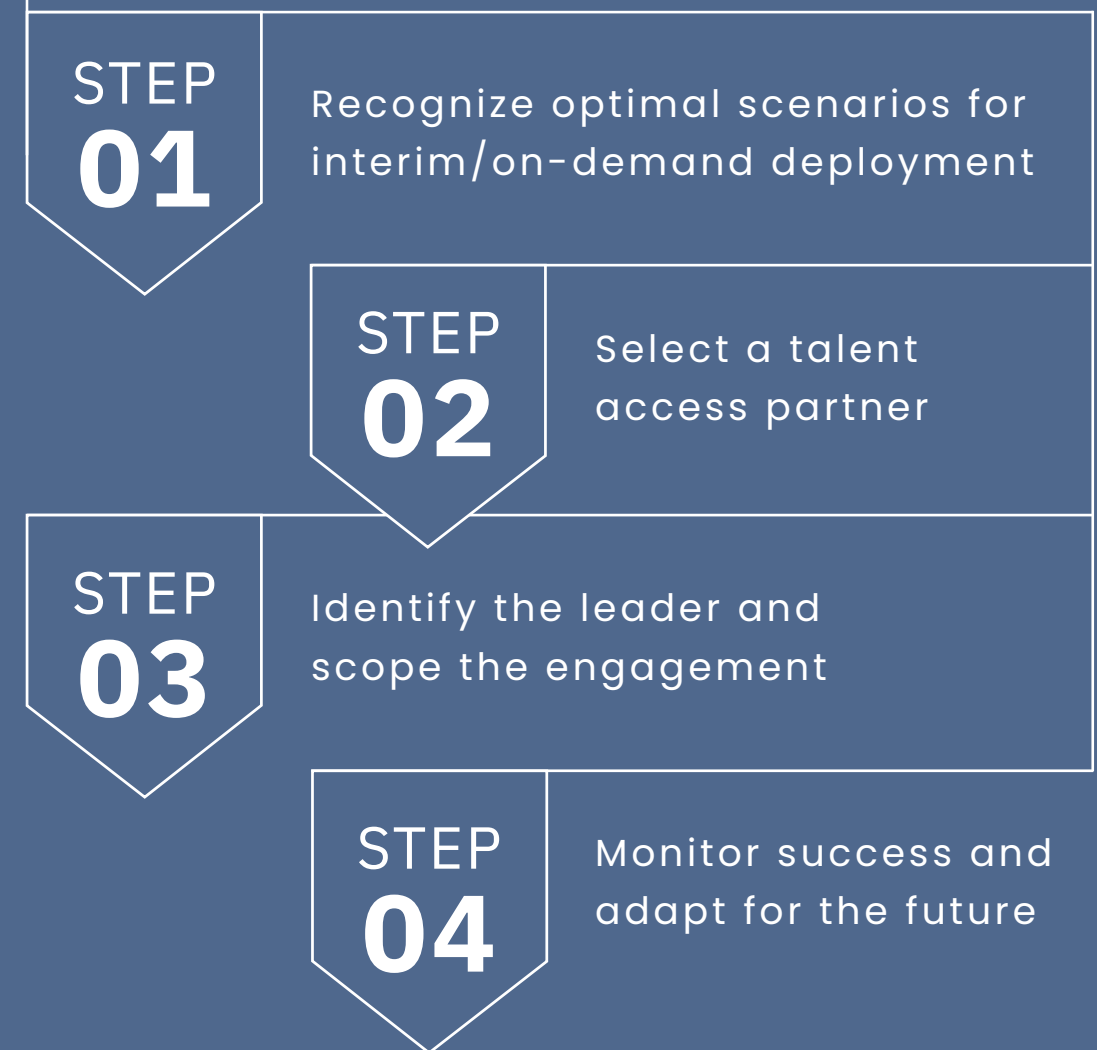 STEP
01
Recognize optimal scenarios for
interim/on-demand deployment
STEP
02
Select a talent
access partner
STEP
03
Identify the leader and
scope the engagement
STEP
04
Monitor success and
adapt for the future